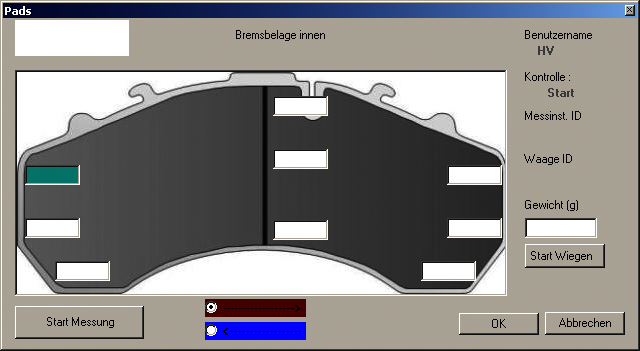 Pads
Bremsbelage innen
Benutzername
HV
Kontrolle :
Start
Messinst. ID
Waage ID
Gewicht (g)
Start Wiegen
Start Messung
OK
Abbrechen